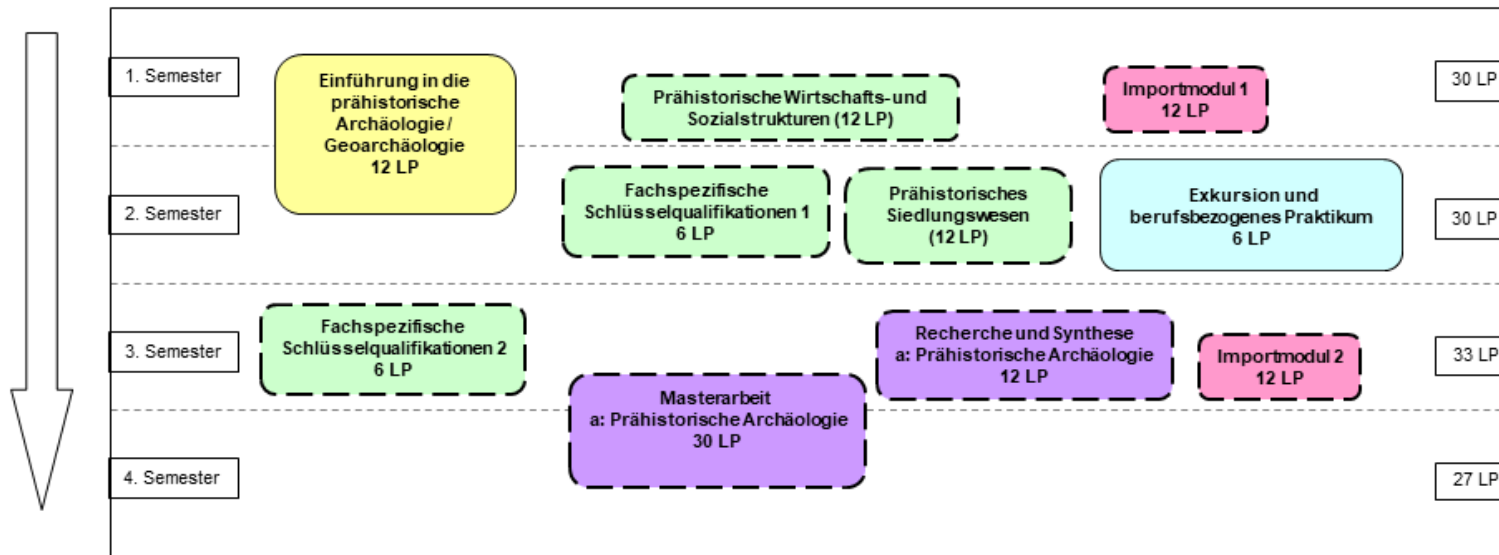 1. Semester
Einführung in die
prähistorische
Archäologie /
Geoarchäologie
12 LP
Prähistorische Wirtschafts- und
Sozialstrukturen (12 LP)
Importmodul 1
12 LP
30 LP
2. Semester
Fachspezifische
Schlüsselqualifikationen 1
6 LP
Prähistorisches
Siedlungswesen
(12 LP)
Exkursion und
berufsbezogenes Praktikum
6 LP
30 LP
3. Semester
Fachspezifische
Schlüsselqualifikationen 2
6 LP
Recherche und Synthese
a: Prähistorische Archäologie
12 LP
Importmodul 2
12 LP
33 LP
Masterarbeit
a: Prähistorische Archäologie
30 LP
4. Semester
27 LP